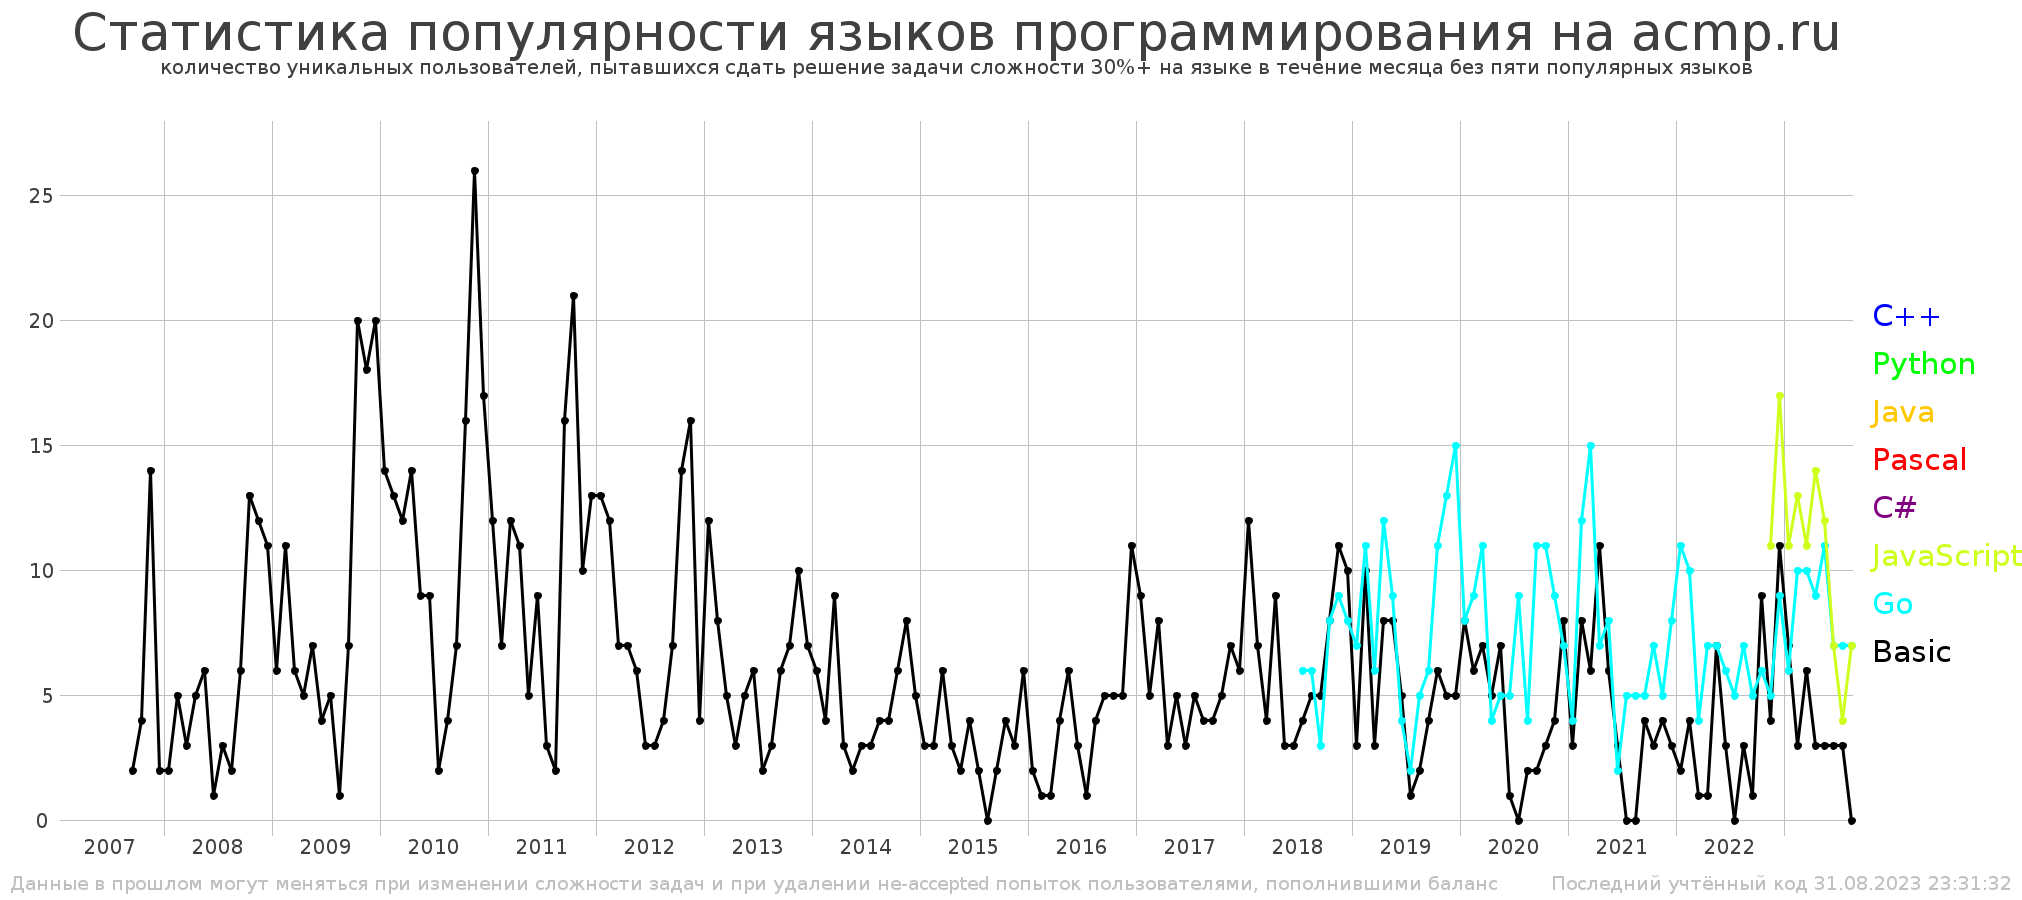 Статистика популярности языков программирования на acmp.ru
количество уникальных пользователей, пытавшихся сдать решение задачи сложности 30%+ на языке в течение месяца без пяти популярных языков
25
20
15
10
5
0
C++
Python
Java
Pascal
C#
JavaScript
Go
Basic
2007 2008 2009 2010 2011 2012 2013 2014 2015 2016 2017 2018 2019 2020 2021 2022
Данные в прошлом могут меняться при изменении сложности задач и при удалении не-accepted попыток пользователями, пополнившими баланс Последний учтённый код 31.08.2023 23:31:32